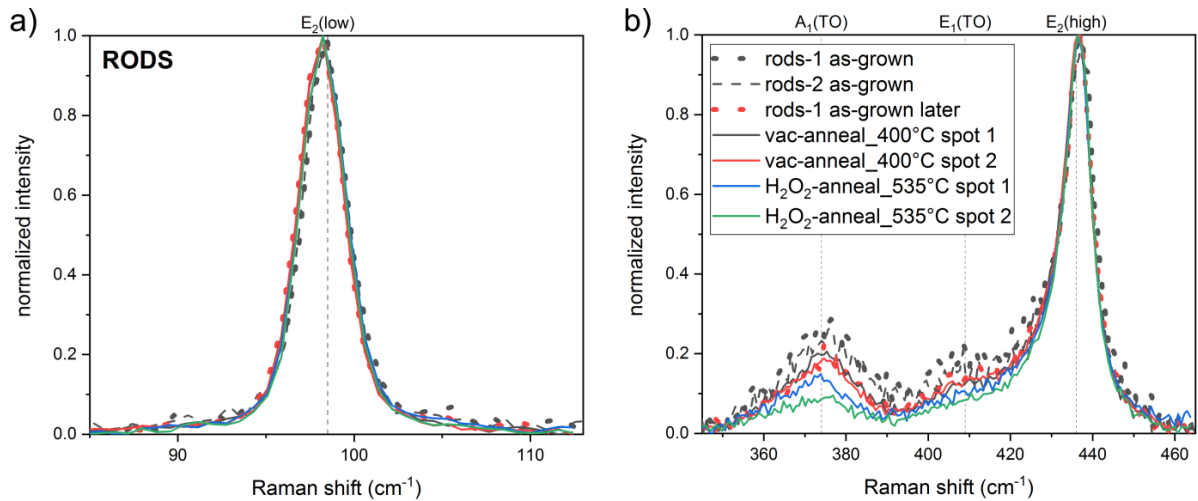 a)
E₂(low)
RODS
1.0
0.8
0.6
0.4
0.2
0.0
normalized intensity
90
100
110
Raman shift (cm⁻¹)
b)
A₁(TO)
E₁(TO)
E₂(high)
rods-1 as-grown
rods-2 as-grown
rods-1 as-grown later
vac-anneal_400°C spot 1
vac-anneal_400°C spot 2
H₂O₂-anneal_535°C spot 1
H₂O₂-anneal_535°C spot 2
1.0
0.8
0.6
0.4
0.2
0.0
normalized intensity
360
380
400
420
440
460
Raman shift (cm⁻¹)